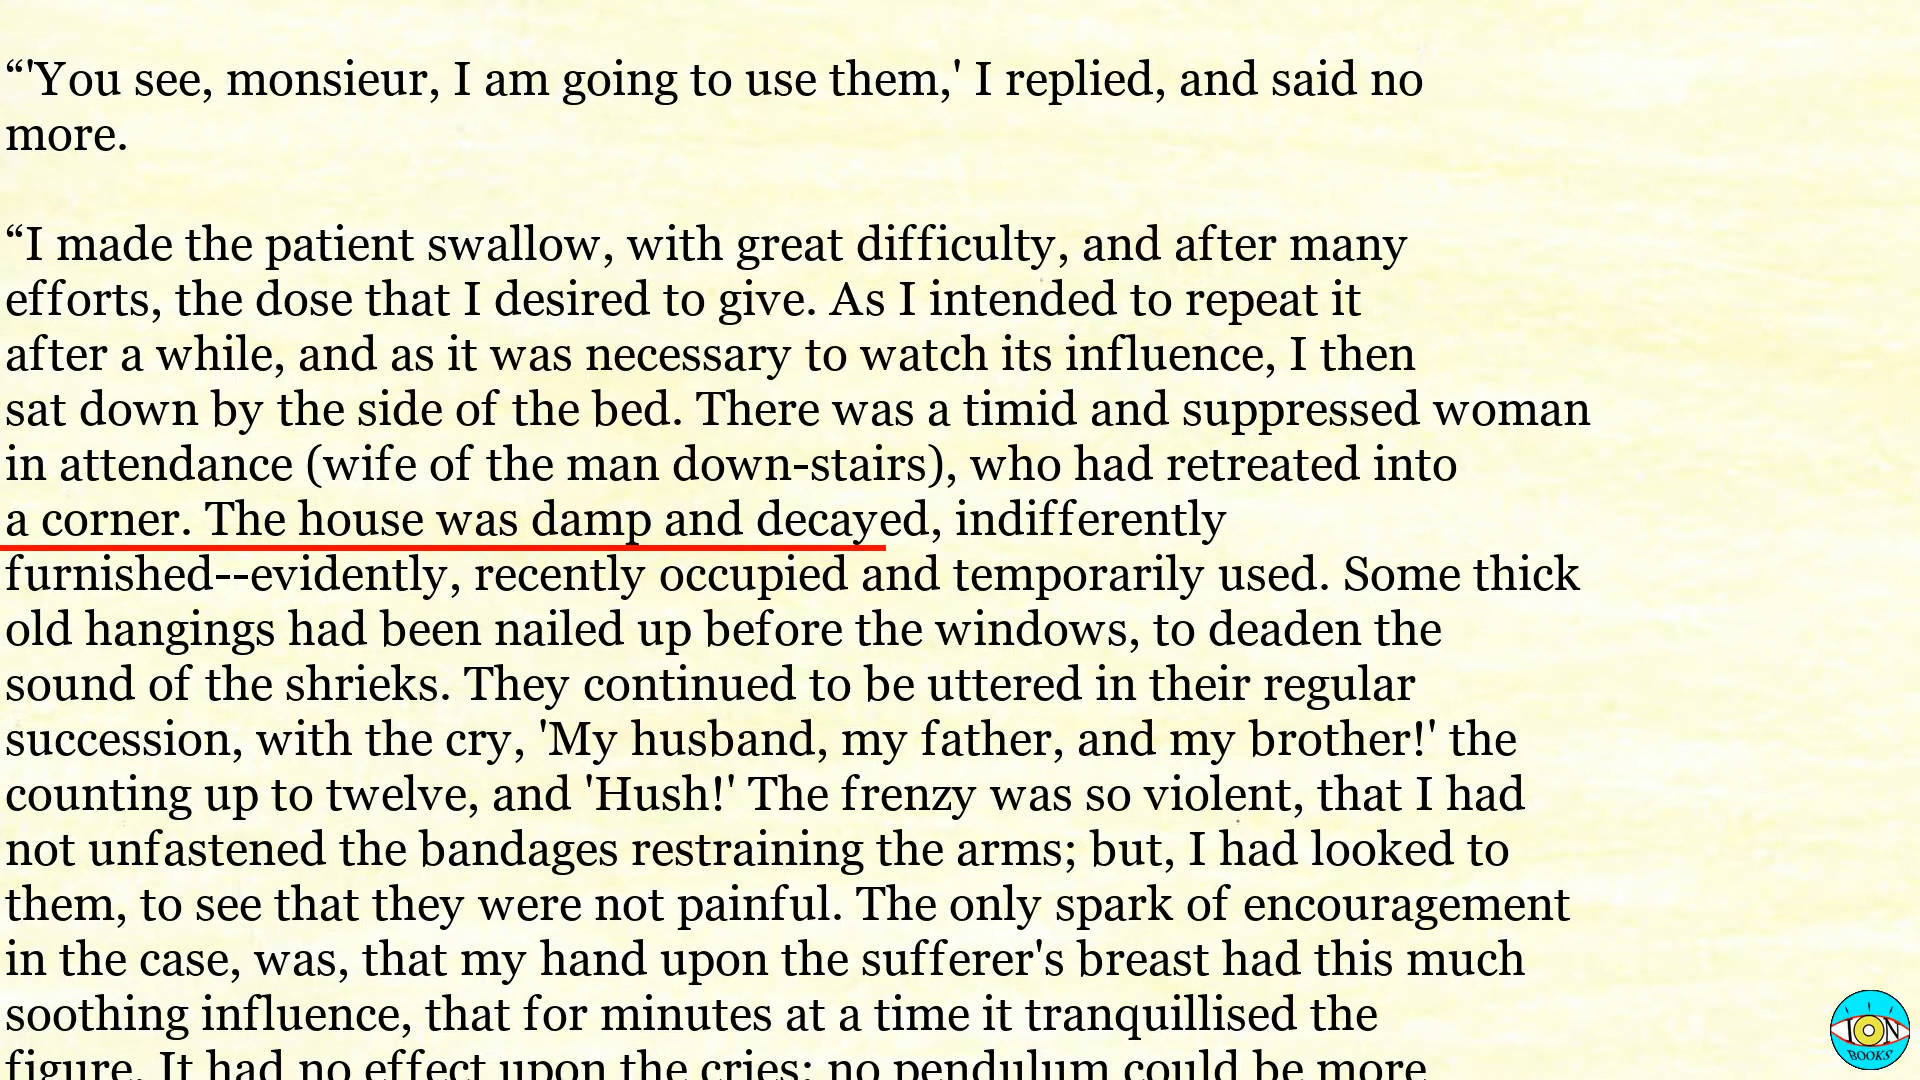 “'You see, monsieur, I am going to use them,' I replied, and said no
more.
“I made the patient swallow, with great difficulty, and after many
efforts, the dose that I desired to give. As I intended to repeat it
after a while, and as it was necessary to watch its influence, I then
sat down by the side of the bed. There was a timid and suppressed woman
in attendance (wife of the man down-stairs), who had retreated into
a corner. The house was damp and decayed, indifferently
furnished--evidently, recently occupied and temporarily used. Some thick
old hangings had been nailed up before the windows, to deaden the
sound of the shrieks. They continued to be uttered in their regular
succession, with the cry, 'My husband, my father, and my brother!' the
counting up to twelve, and 'Hush!' The frenzy was so violent, that I had
not unfastened the bandages restraining the arms; but, I had looked to
them, to see that they were not painful. The only spark of encouragement
in the case, was, that my hand upon the sufferer's breast had this much
soothing influence, that for minutes at a time it tranquillised the
figure. It had no effect upon the cries; no pendulum could be more
ION
BOOKS